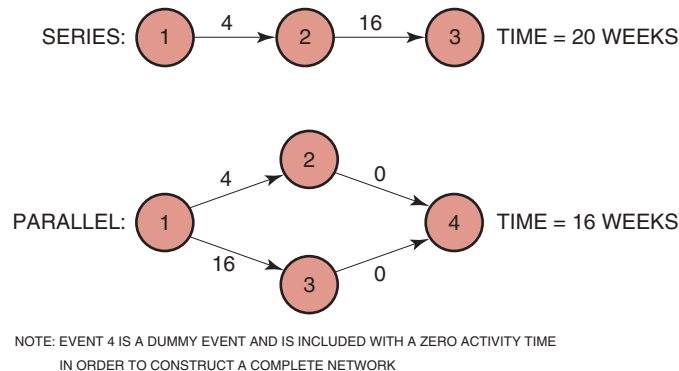 SERIES: 1 4 2 16 3 TIME = 20 WEEKS
2
4 0
PARALLEL: 1 4 TIME = 16 WEEKS
16 0
3
NOTE: EVENT 4 IS A DUMMY EVENT AND IS INCLUDED WITH A ZERO ACTIVITY TIME
IN ORDER TO CONSTRUCT A COMPLETE NETWORK